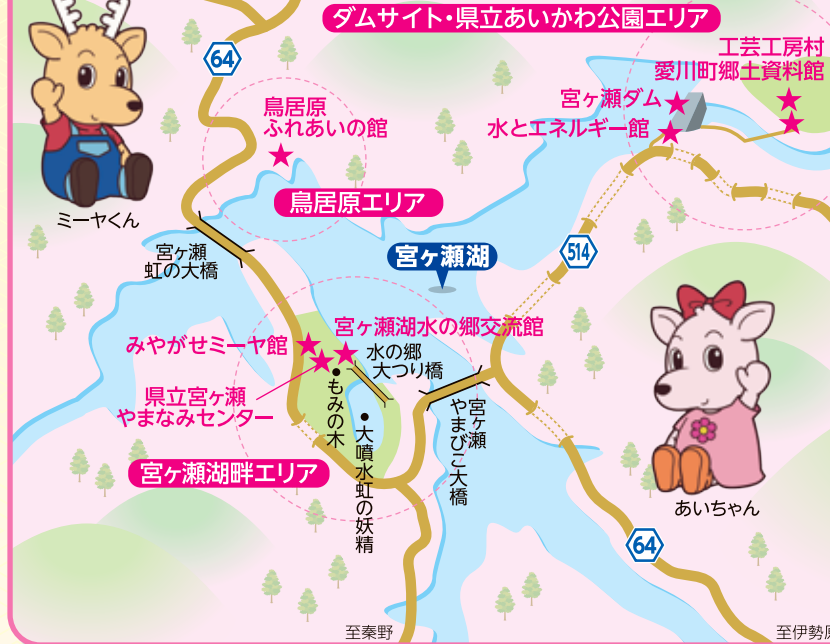 ダムサイト・県立あいかわ公園エリア
64
工芸工房村
愛川町郷土資料館
鳥居原
ふれあいの館
宮ヶ瀬ダム
水とエネルギー館
鳥居原エリア
ミーヤくん
宮ヶ瀬
虹の大橋
宮ヶ瀬湖
514
みやがせミーヤ館
宮ヶ瀬湖水の郷交流館
水の郷
大つり橋
県立宮ヶ瀬
やまなみセンター
もみの木
大噴水虹の妖精
宮ヶ瀬
やまびこ大橋
宮ヶ瀬湖畔エリア
あいちゃん
64
至秦野
至伊勢原